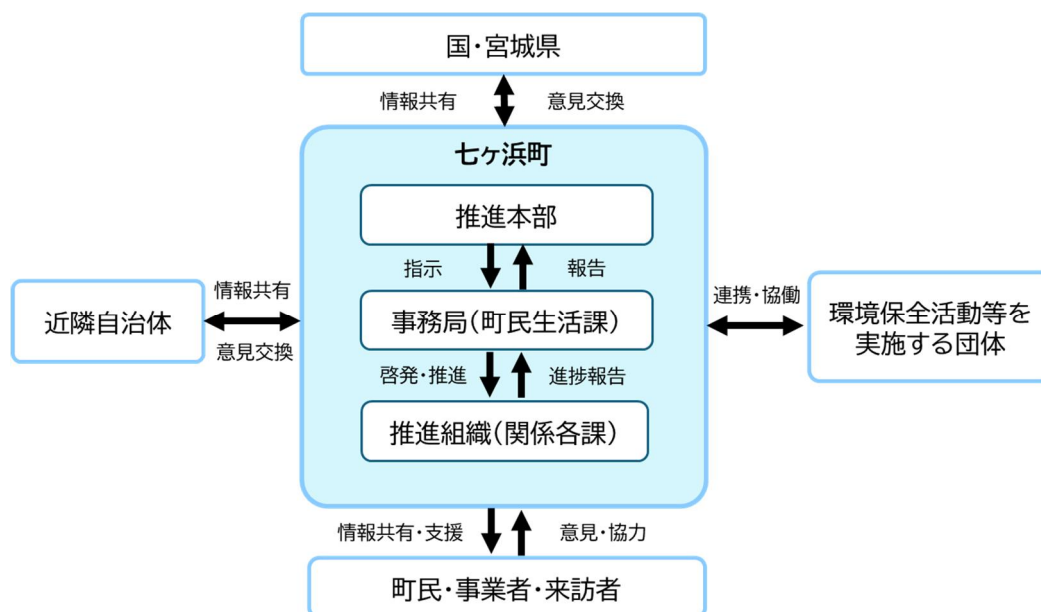 国・宮城県
情報共有
意見交換
七ヶ浜町
推進本部
指示
報告
情報共有
意見交換
近隣自治体
事務局(町民生活課)
連携・協働
環境保全活動等を
実施する団体
啓発・推進
進捗報告
推進組織(関係各課)
情報共有・支援
意見・協力
町民・事業者・来訪者